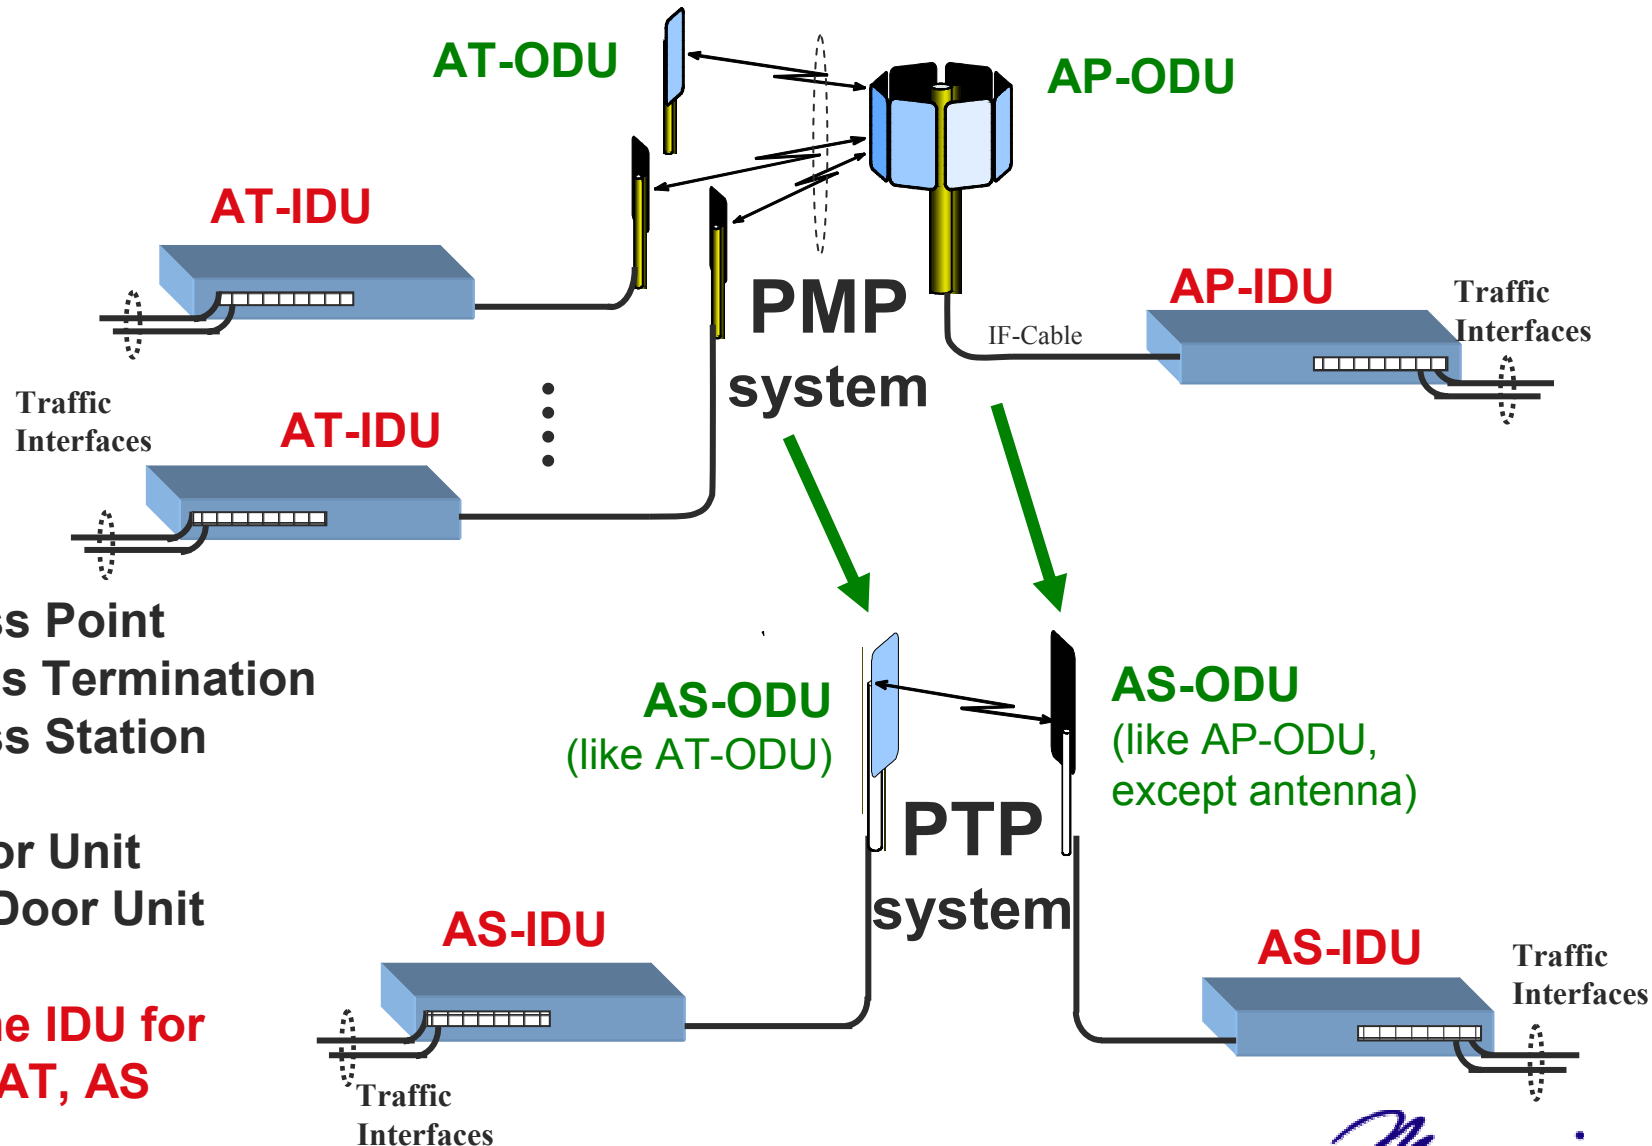 AT-ODU
AP-ODU
AT-IDU
PMP
system
AP-IDU
Traffic
Interfaces
IF-Cable
Traffic
Interfaces
AT-IDU
Point
Termination
Station
AS-ODU
(like AT-ODU)
AS-ODU
(like AP-ODU,
except antenna)
PTP
system
Unit
Door Unit
AS-IDU
AS-IDU
Traffic
Interfaces
IDU for
AT, AS
Traffic
Interfaces